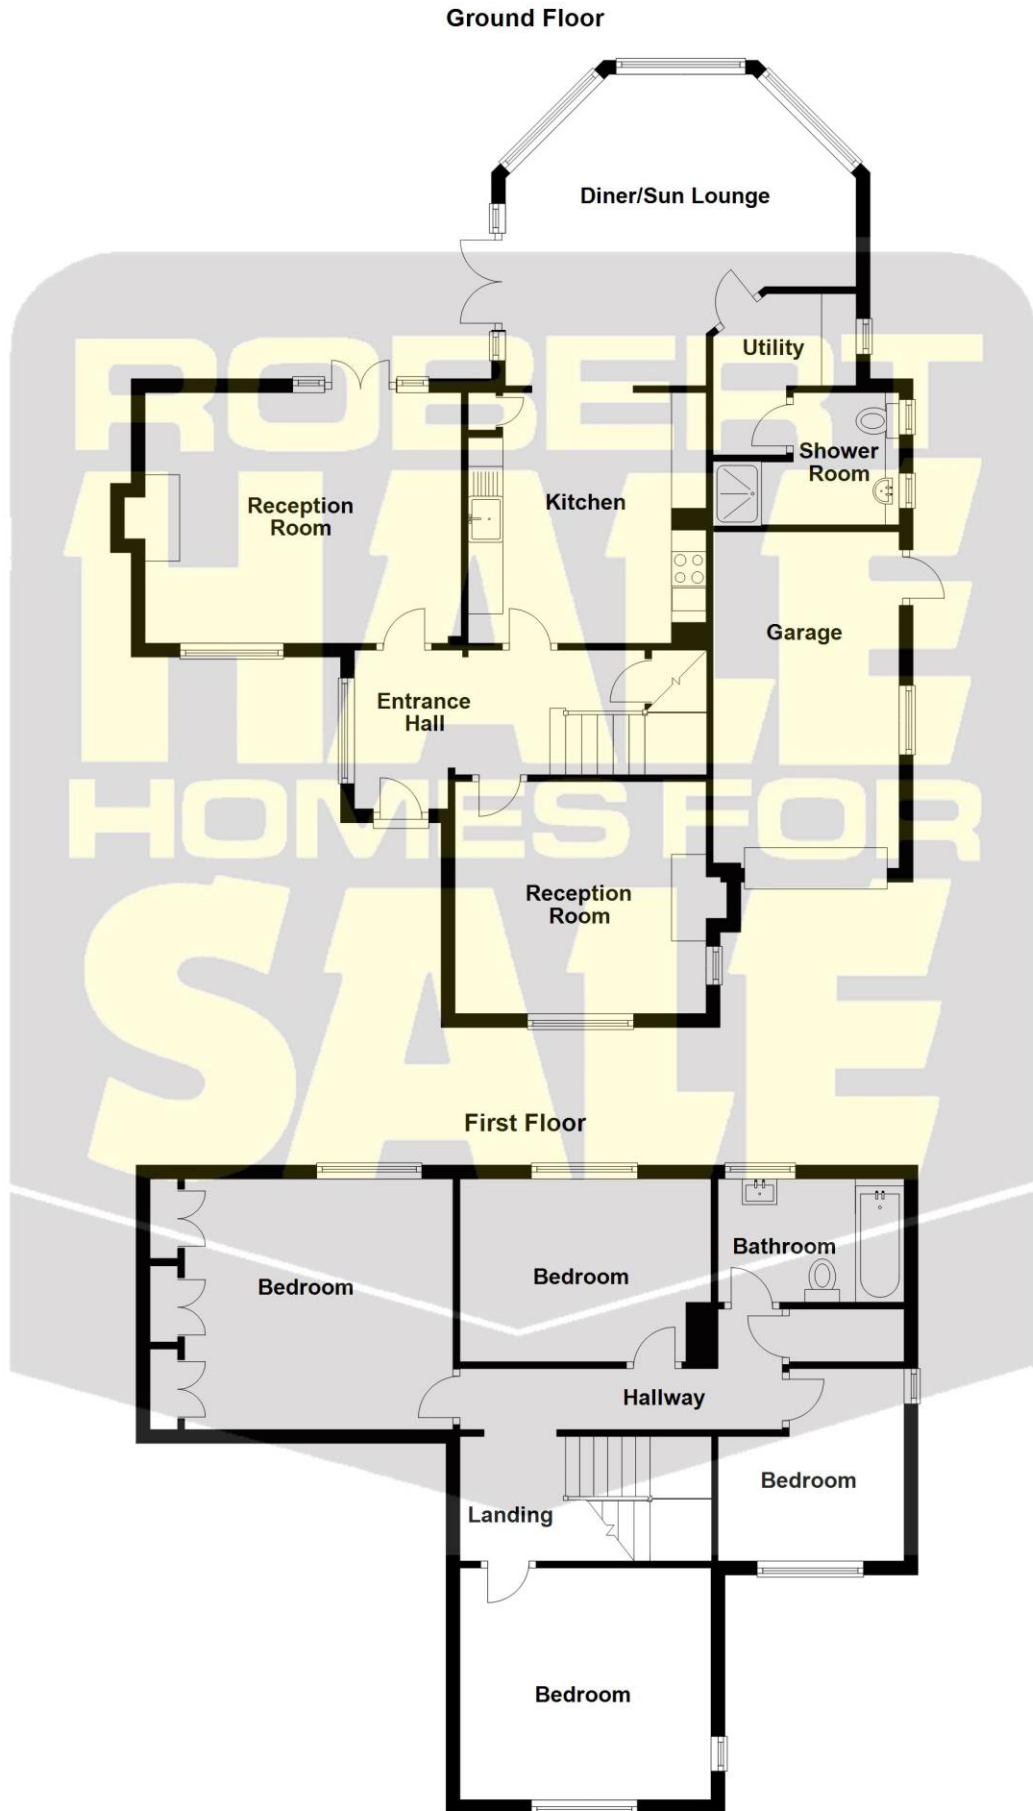 Ground Floor
Diner/Sun Lounge
ROBERT
Utility
Shower
Room
Reception
Room
Kitchen
HALE
Garage
Entrance
Hall
HOMES FOR
Reception
Room
SALE
First Floor
Bathroom
Bedroom
Bedroom
Hallway
Bedroom
Landing
Bedroom